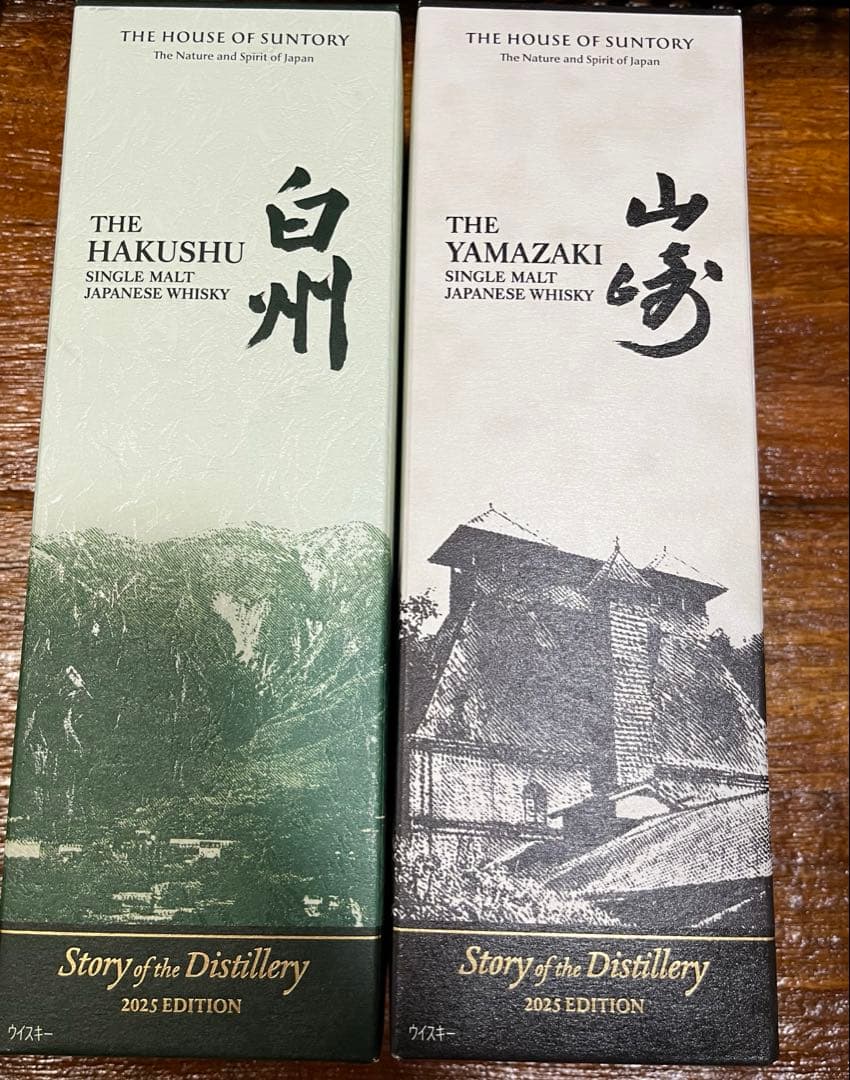 THE HOUSE OF SUNTORY
The Nature and Spirit of Japan
THE
HAKUSHU
SINGLE MALT
JAPANESE WHISKY
白州
Story of the Distillery
2025 EDITION
ウイスキー
THE HOUSE OF SUNTORY
The Nature and Spirit of Japan
THE
YAMAZAKI
SINGLE MALT
JAPANESE WHISKY
山崎
Story of the Distillery
2025 EDITION
ウイスキー